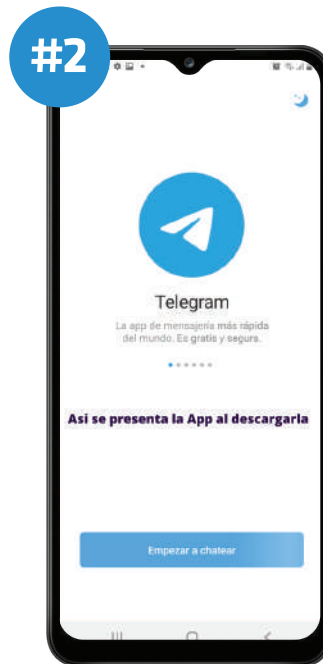 #2
Telegram
La app de mensajería más rápida
del mundo. Es gratis y segura.
Asi se presenta la App al descargarla
Empezar a chatear